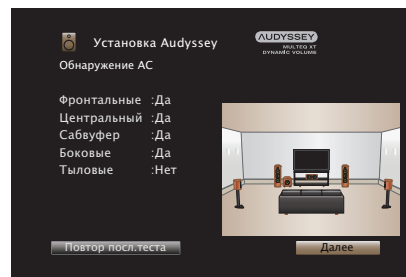 Установка Audyssey
AUDYSSEY
MULTEQ XT
DYNAMIC VOLUME
Обнаружение АС
Фронтальные :Да
Центральный :Да
Сабвуфер :Да
Боковые :Да
Тыловые :Нет
Повтор посл.теста
Далее